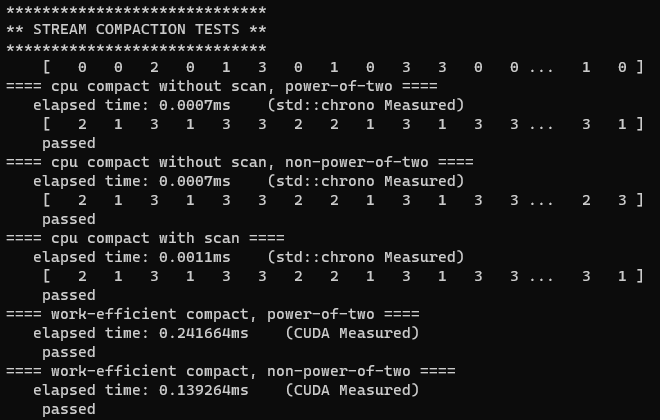 *****************************
** STREAM COMPACTION TESTS **
*****************************
    [   0   0   2   0   1   3   0   1   0   3   3   0   0 ...   1   0 ]
==== cpu compact without scan, power-of-two ====
   elapsed time: 0.0007ms    (std::chrono Measured)
    [   2   1   3   1   3   3   2   2   1   3   1   3   3 ...   3   1 ]
    passed
==== cpu compact without scan, non-power-of-two ====
   elapsed time: 0.0007ms    (std::chrono Measured)
    [   2   1   3   1   3   3   2   2   1   3   1   3   3 ...   2   3 ]
    passed
==== cpu compact with scan ====
   elapsed time: 0.0011ms    (std::chrono Measured)
    [   2   1   3   1   3   3   2   2   1   3   1   3   3 ...   3   1 ]
    passed
==== work-efficient compact, power-of-two ====
   elapsed time: 0.241664ms    (CUDA Measured)
    passed
==== work-efficient compact, non-power-of-two ====
   elapsed time: 0.139264ms    (CUDA Measured)
    passed